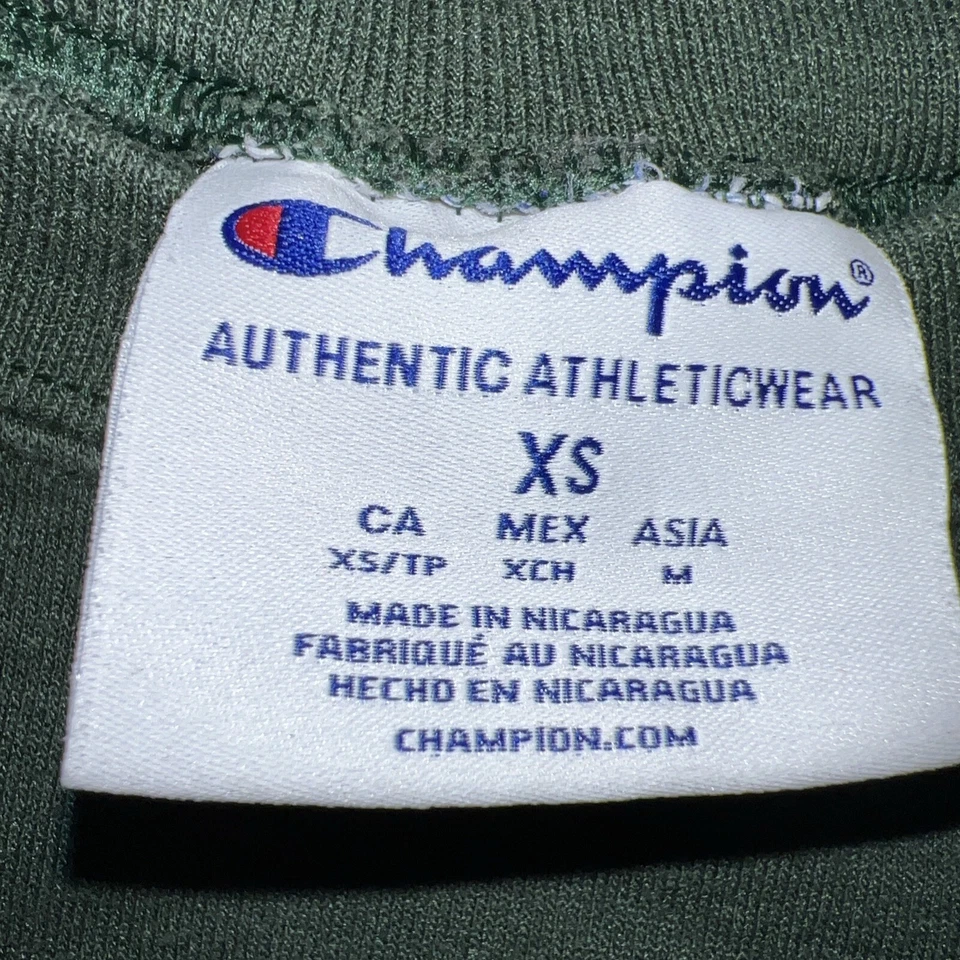 Champion®
AUTHENTIC ATHLETICWEAR
XS
CA MEX ASIA
XS/TP XCH M
MADE IN NICARAGUA
FABRIQUÉ AU NICARAGUA
HECHO EN NICARAGUA
CHAMPION.COM